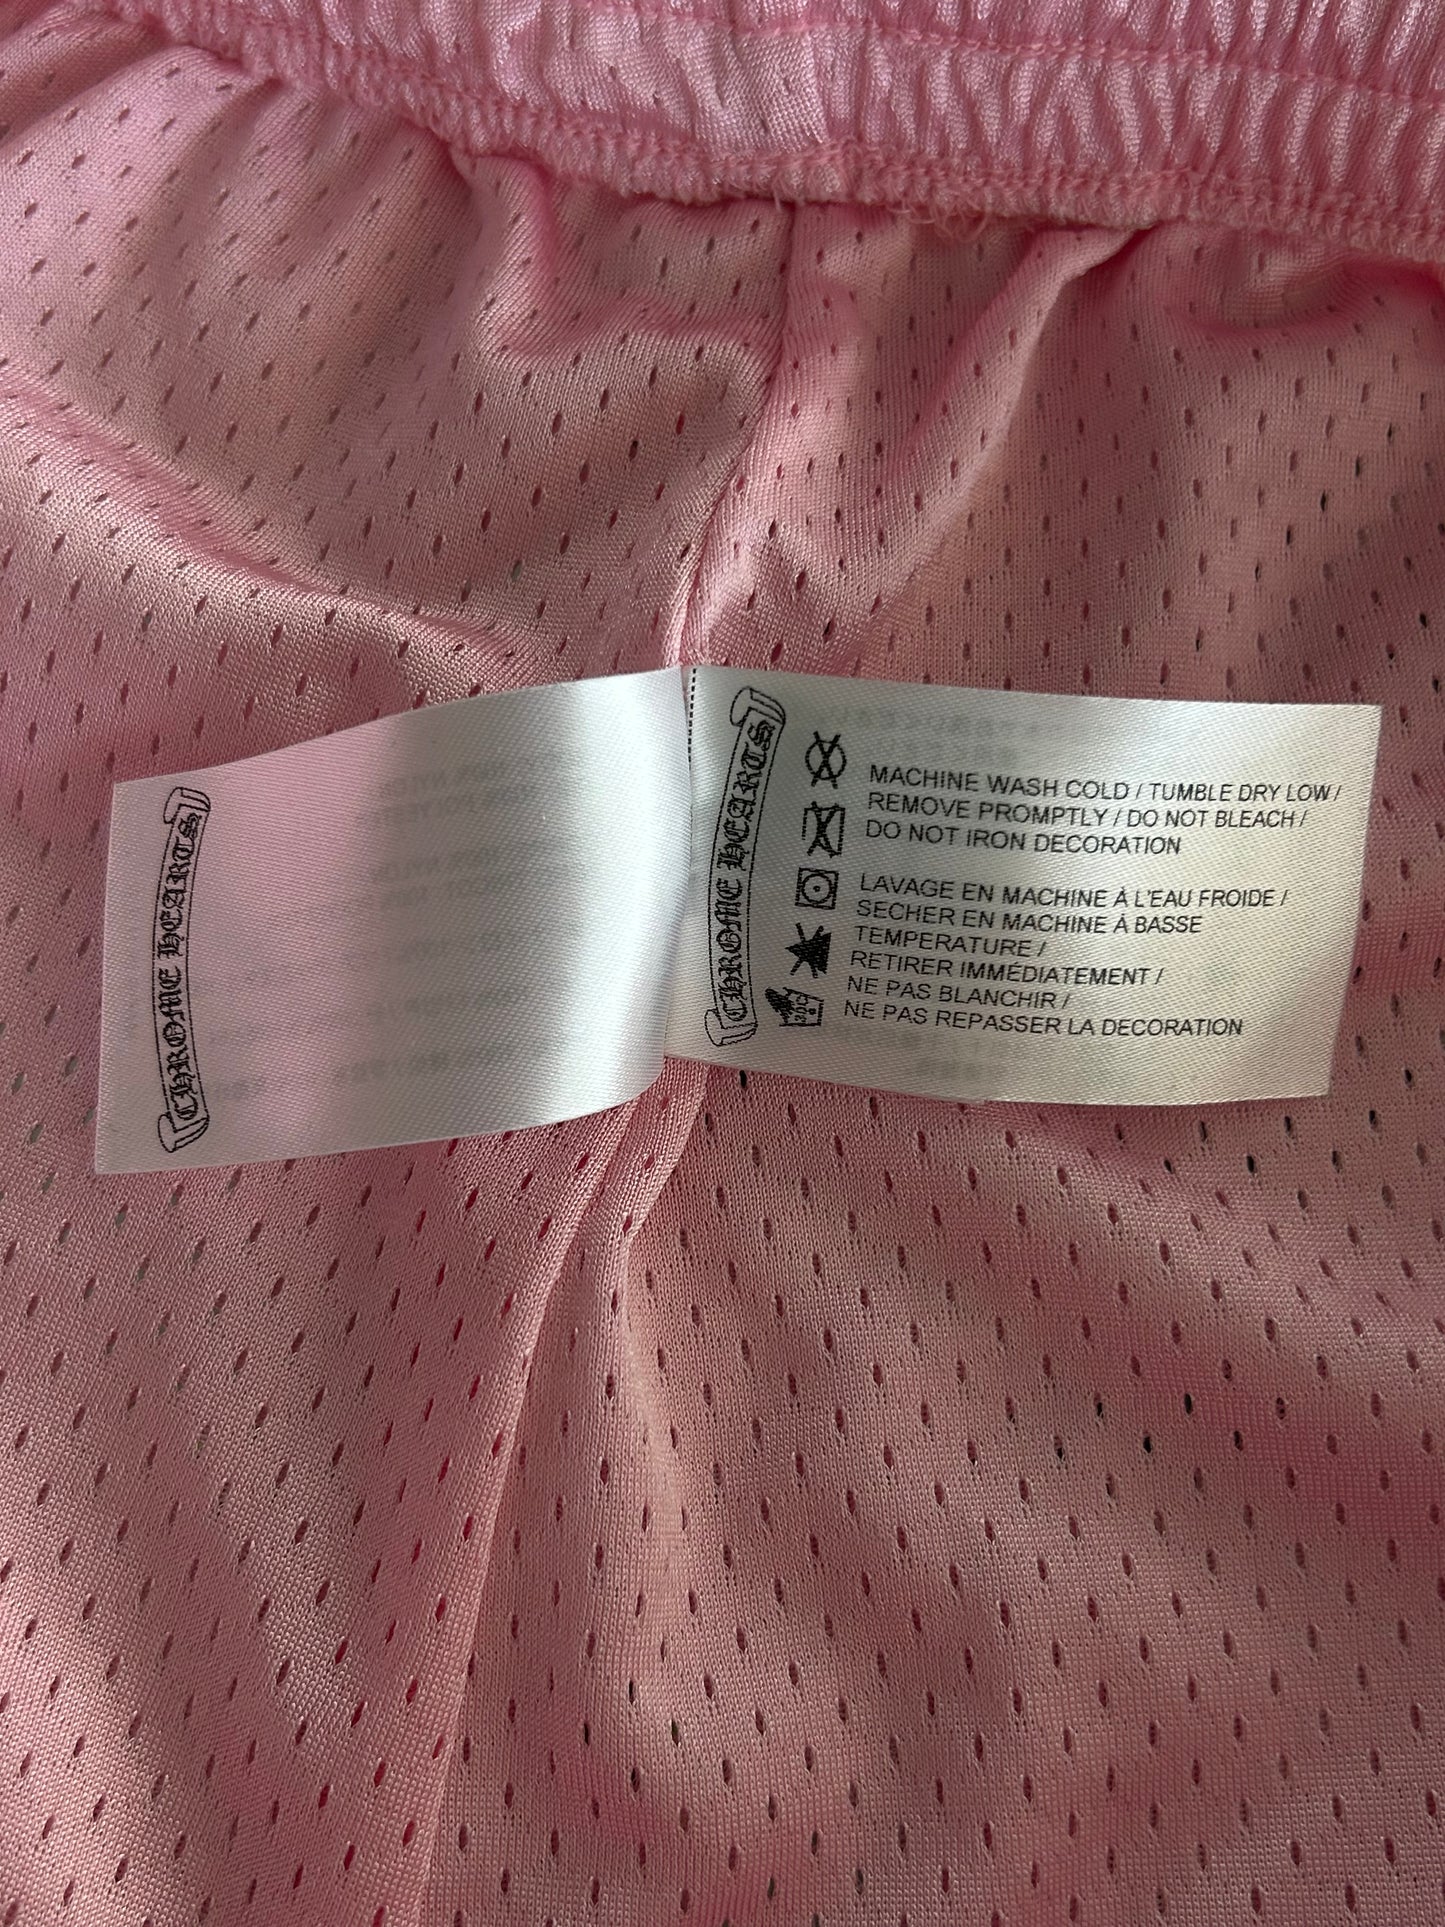 CHROME HEARTS
CHROME HEARTS
MACHINE WASH COLD / TUMBLE DRY LOW /
REMOVE PROMPTLY / DO NOT BLEACH /
DO NOT IRON DECORATION
LAVAGE EN MACHINE À L'EAU FROIDE /
SECHER EN MACHINE À BASSE
TEMPERATURE /
RETIRER IMMÉDIATEMENT /
NE PAS BLANCHIR /
NE PAS REPASSER LA DECORATION
30C